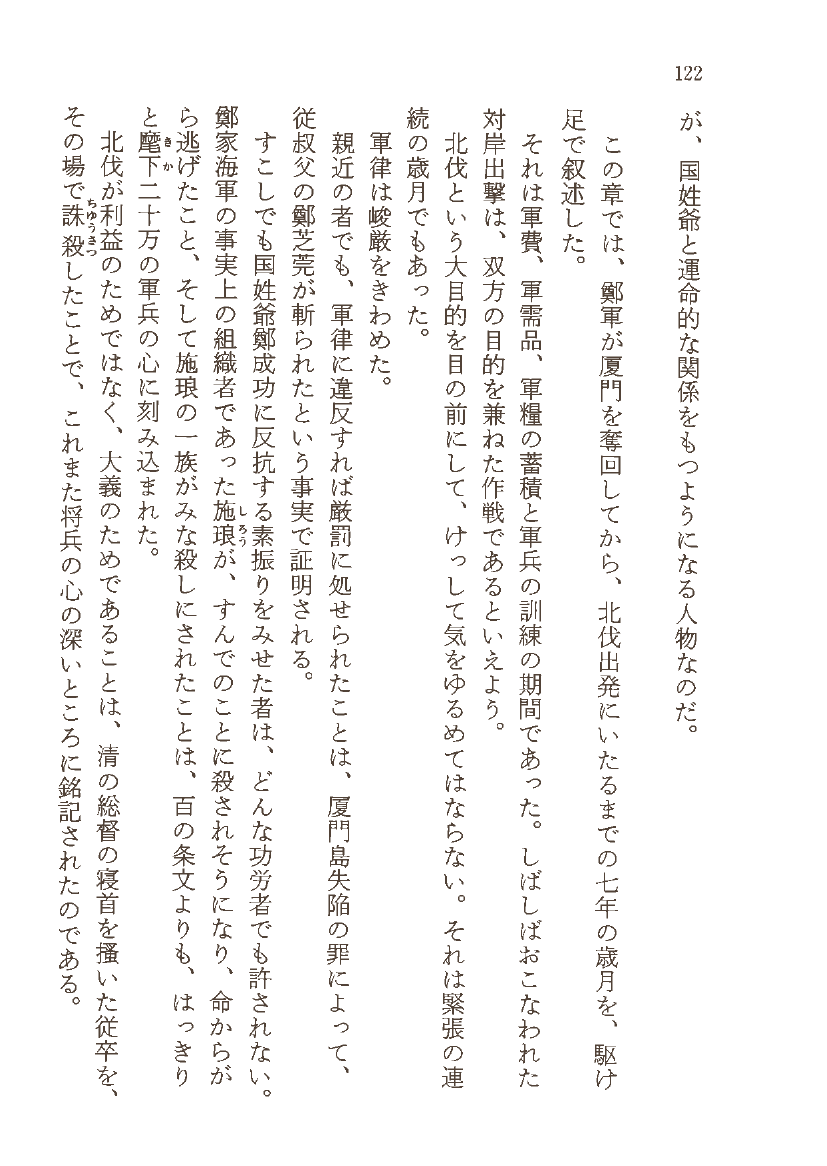 122
が、国姓爺と運命的な関係をもつようになる人物なのだ。
この章では、鄭軍が厦門を奪回してから、北伐出発にいたるまでの七年の歳月を、駆け
足で叙述した。
それは軍費、軍需品、軍糧の蓄積と軍兵の訓練の期間であった。しばしばおこなわれた
対岸出撃は、双方の目的を兼ねた作戦であるといえよう。
北伐という大目的を目の前にして、けっして気をゆるめてはならない。それは緊張の連
続の歳月でもあった。
軍律は峻厳をきわめた。
親近の者でも、軍律に違反すれば厳罰に処せられたことは、厦門島失陥の罪によって、
従叔父の鄭芝莞が斬られたという事実で証明される。
すこしでも国姓爺鄭成功に反抗する素振りをみせた者は、どんな功労者でも許されない。
鄭家海軍の事実上の組織者であった施琅が、すんでのことに殺されそうになり、命からが
しろう
ら逃げたこと、そして施琅の一族がみな殺しにされたことは、百の条文よりも、はっきり
と麾下二十万の軍兵の心に刻み込まれた。
きか
北伐が利益のためではなく、大義のためであることは、清の総督の寝首を搔いた従卒を、
その場で誅殺したことで、これまた将兵の心の深いところに銘記されたのである。
ちゆうさつ